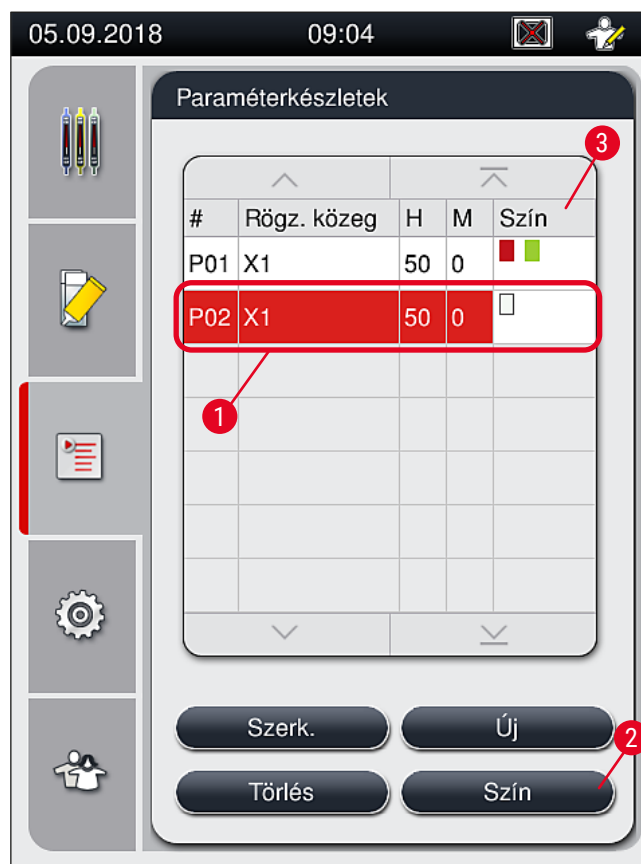 05.09.2018 09:04
Paraméterkészletek
3
# Rögz. közeg H M Szín
P01 X1 50 0
P02 X1 50 0
1
Szerk. Új
2
Törlés Szín